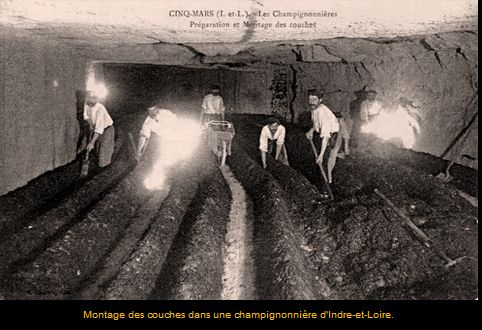 CINQ-MARS (I.-et-L.) - Les Champignonnières
Préparation et Montage des couches
Montage des couches dans une champignonnière d'Indre-et-Loire.